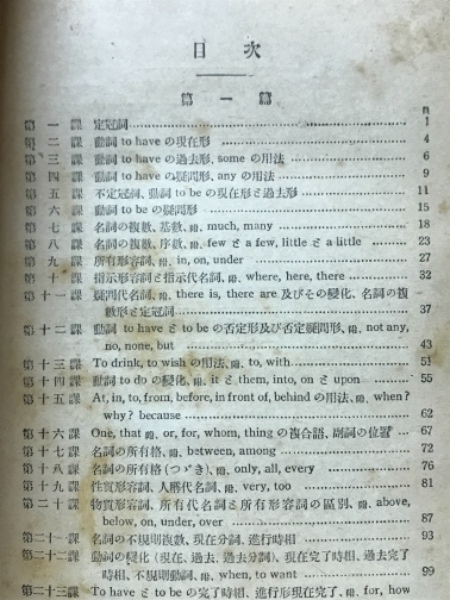 目次
第一篇
頁
第一課 定冠詞 1
第二課 動詞 to have の現在形 4
第三課 動詞 to have の過去形, some の用法 6
第四課 動詞 to have の疑問形, any の用法 9
第五課 不定冠詞, 動詞 to be の現在形と過去形 11
第六課 動詞 to be の疑問形 15
第七課 名詞の複數、基數、附, much, many 18
第八課 名詞の複數、序數、附, few と a few, little と a little 23
第九課 所有形容詞、附, in, on, under 27
第十課 指示形容詞と指示代名詞、附, where, here, there 32
第十一課 疑問代名詞、附, there is, there are 及びその變化、名詞の複
數形と定冠詞 37
第十二課 動詞 to have と to be の否定形及び否定疑問形、附, not any,
no, none, but 43
第十三課 To drink, to wish の用法、附, to, with 51
第十四課 動詞 to do の變化、附, it と them, into, on と upon 55
第十五課 At, in, to, from, before, in front of, behind の用法、附, when?
why? because 62
第十六課 One, that 附, or, for, whom, thing の複合語、副詞の位置 67
第十七課 名詞の所有格、附, between, among 72
第十八課 名詞の所有格(つゞき)、附, only, all, every 76
第十九課 性質形容詞、人稱代名詞、附, very, too 81
第二十課 物質形容詞、所有代名詞と所有形容詞の區別、附, above,
below, on, under, over 87
第二十一課 名詞の不規則複數、現在分詞、進行時相 93
第二十二課 動詞の變化 (現在、過去、過去分詞)、現在完了時相、過去完了
時相、不規則動詞、附, when, to want 99
第二十三課 To have と to be の現在完了時相、進行形現在完了、附, for, how